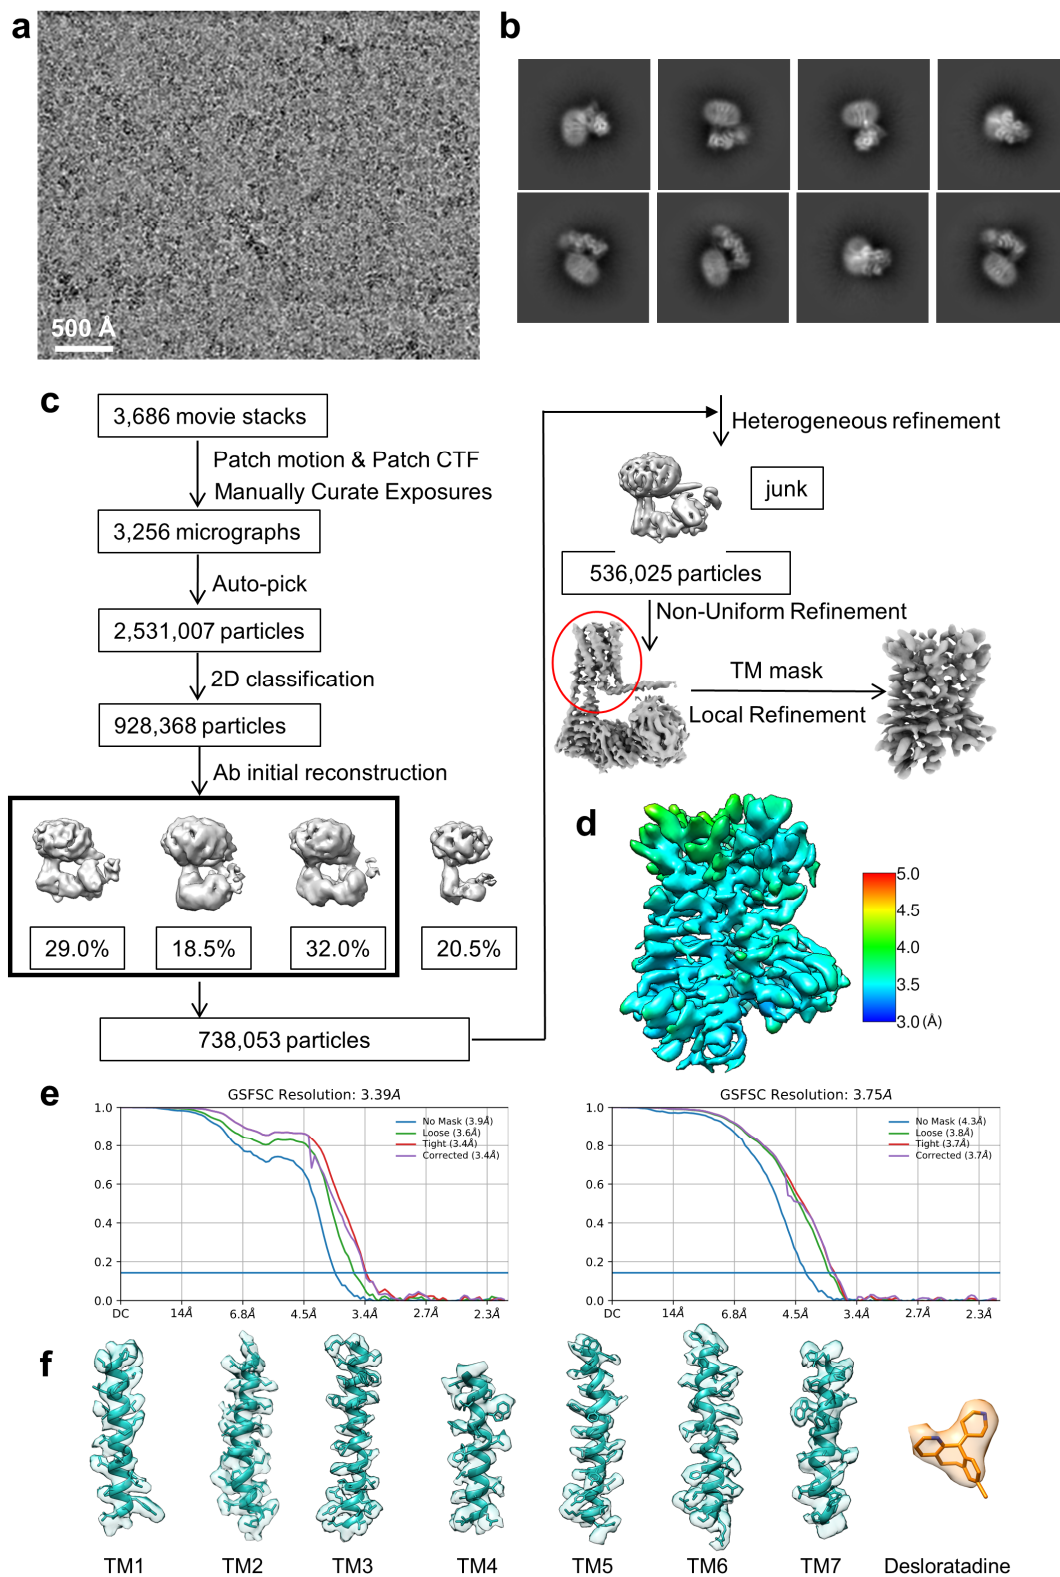 a
500 Å
b
c
3,686 movie stacks
Patch motion & Patch CTF
Manually Curate Exposures
3,256 micrographs
Auto-pick
2,531,007 particles
2D classification
928,368 particles
Ab initial reconstruction
29.0%
18.5%
32.0%
20.5%
738,053 particles
Heterogeneous refinement
junk
536,025 particles
Non-Uniform Refinement
TM mask
Local Refinement
d
5.0
4.5
4.0
3.5
3.0 (Å)
e
GSFSC Resolution: 3.39Å
1.0
0.8
0.6
0.4
0.2
0.0
No Mask (3.9Å)
Loose (3.6Å)
Tight (3.4Å)
Corrected (3.4Å)
DC 14Å 6.8Å 4.5Å 3.4Å 2.7Å 2.3Å
GSFSC Resolution: 3.75Å
1.0
0.8
0.6
0.4
0.2
0.0
No Mask (4.3Å)
Loose (3.8Å)
Tight (3.7Å)
Corrected (3.7Å)
DC 14Å 6.8Å 4.5Å 3.4Å 2.7Å 2.3Å
f
TM1 TM2 TM3 TM4 TM5 TM6 TM7 Desloratadine